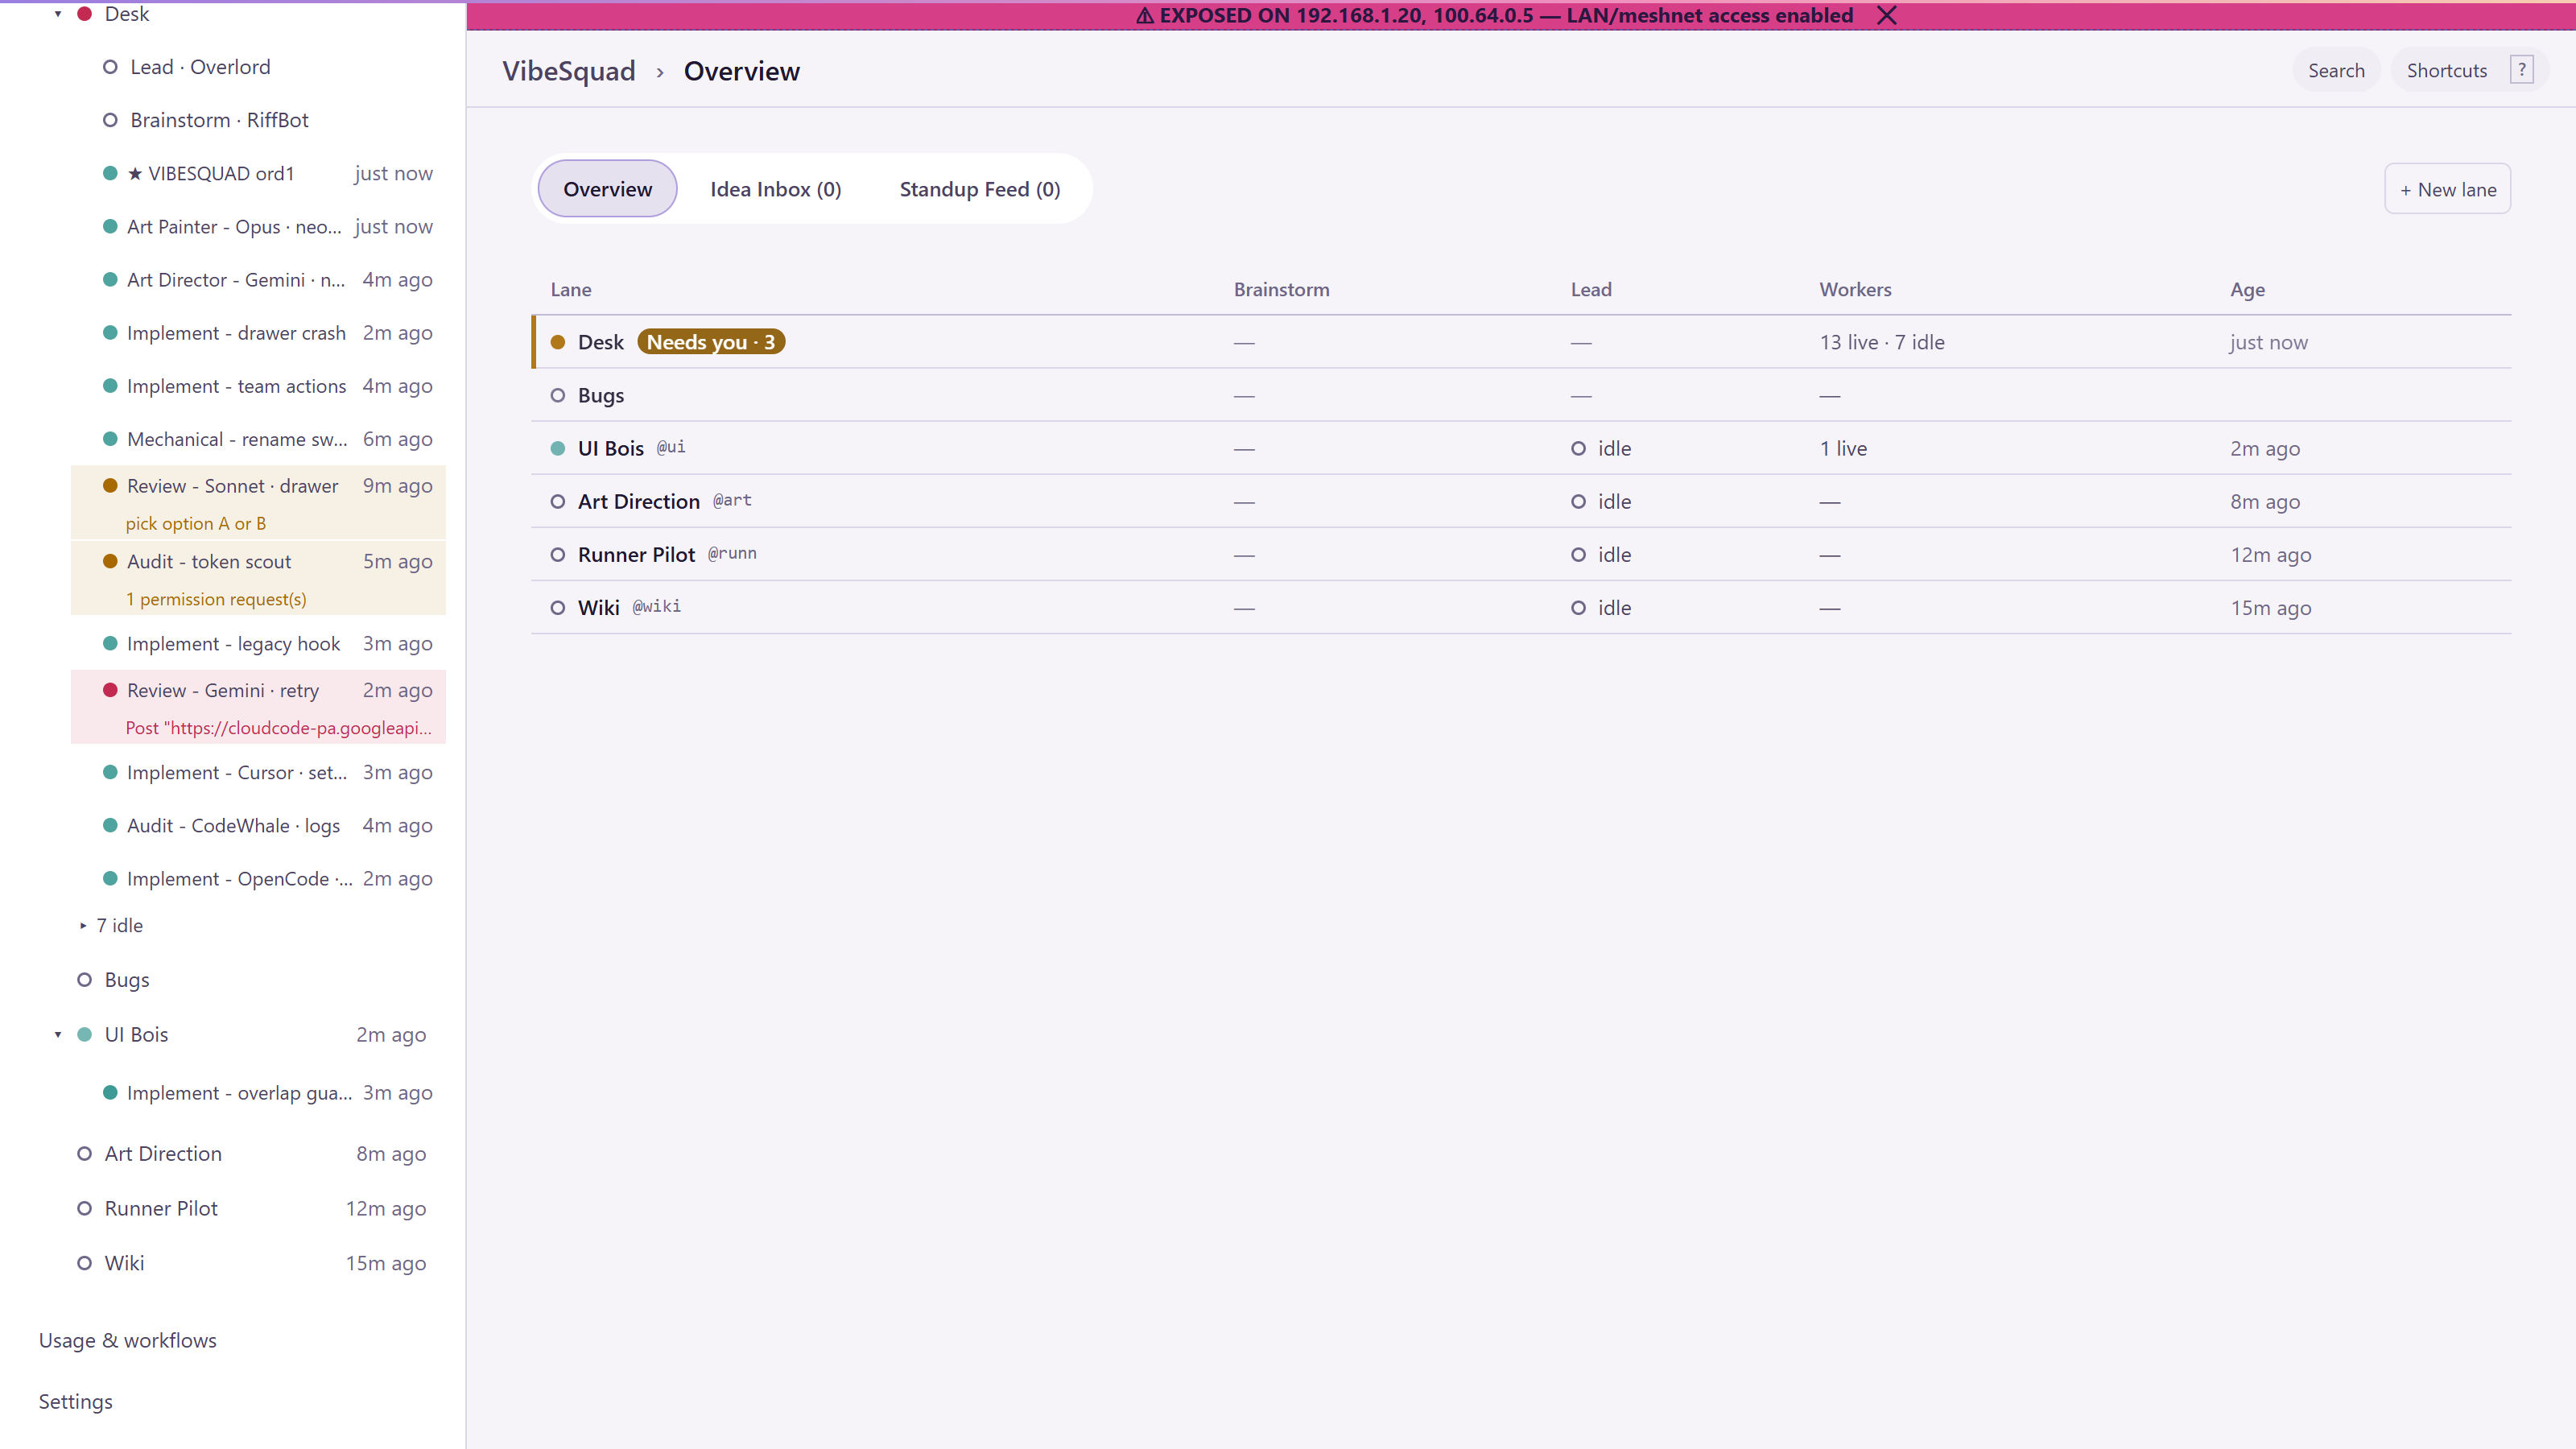 Desk
Lead · Overlord
Brainstorm · RiffBot
★ VIBESQUAD ord1 just now
Art Painter - Opus · neo... just now
Art Director - Gemini · n... 4m ago
Implement - drawer crash 2m ago
Implement - team actions 4m ago
Mechanical - rename sw... 6m ago
Review - Sonnet · drawer 9m ago
pick option A or B
Audit - token scout 5m ago
1 permission request(s)
Implement - legacy hook 3m ago
Review - Gemini · retry 2m ago
Post "https://cloudcode-pa.googleapi...
Implement - Cursor · set... 3m ago
Audit - CodeWhale · logs 4m ago
Implement - OpenCode ·... 2m ago
7 idle
Bugs
UI Bois 2m ago
Implement - overlap gua... 3m ago
Art Direction 8m ago
Runner Pilot 12m ago
Wiki 15m ago
Usage & workflows
Settings
⚠ EXPOSED ON 192.168.1.20, 100.64.0.5 — LAN/meshnet access enabled
VibeSquad › Overview
Search
Shortcuts ?
Overview
Idea Inbox (0)
Standup Feed (0)
+ New lane
Lane Brainstorm Lead Workers Age
Desk Needs you · 3 — — 13 live · 7 idle just now
Bugs — — —
UI Bois @ui — idle 1 live 2m ago
Art Direction @art — idle — 8m ago
Runner Pilot @runn — idle — 12m ago
Wiki @wiki — idle — 15m ago